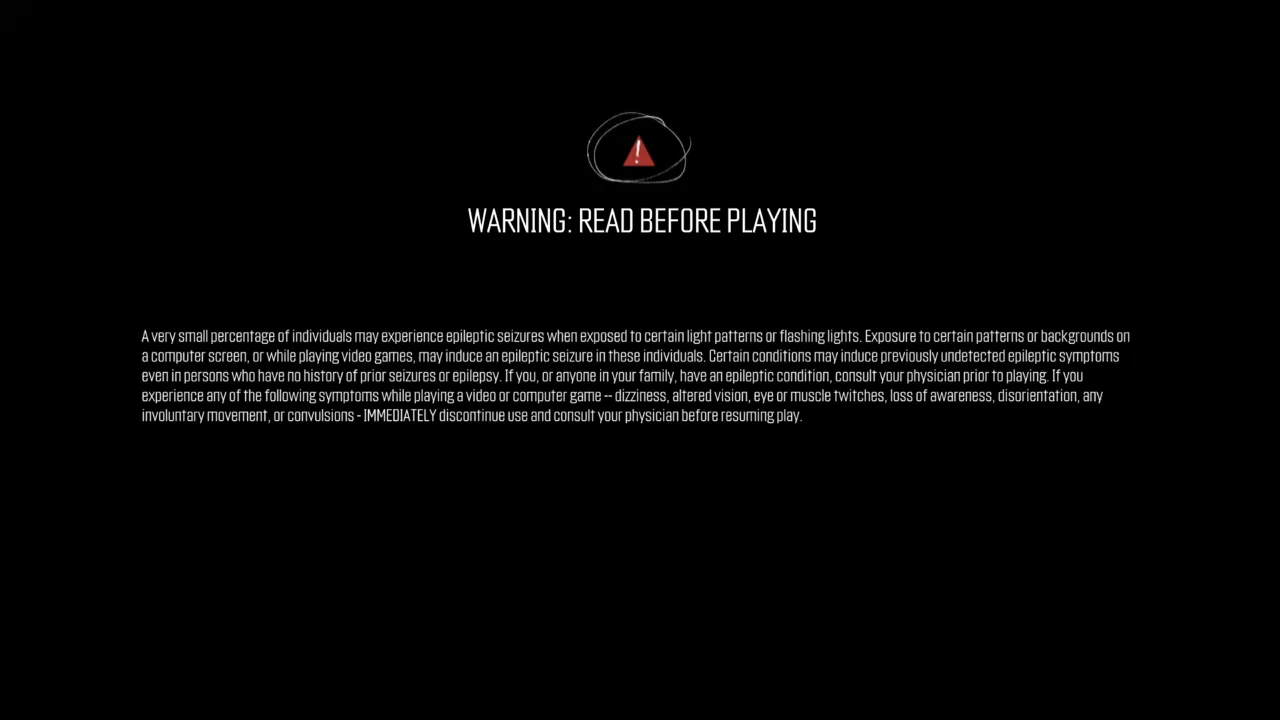 WARNING: READ BEFORE PLAYING
A very small percentage of individuals may experience epileptic seizures when exposed to certain light patterns or flashing lights. Exposure to certain patterns or backgrounds on
a computer screen, or while playing video games, may induce an epileptic seizure in these individuals. Certain conditions may induce previously undetected epileptic symptoms
even in persons who have no history of prior seizures or epilepsy. If you, or anyone in your family, have an epileptic condition, consult your physician prior to playing. If you
experience any of the following symptoms while playing a video or computer game -- dizziness, altered vision, eye or muscle twitches, loss of awareness, disorientation, any
involuntary movement, or convulsions - IMMEDIATELY discontinue use and consult your physician before resuming play.